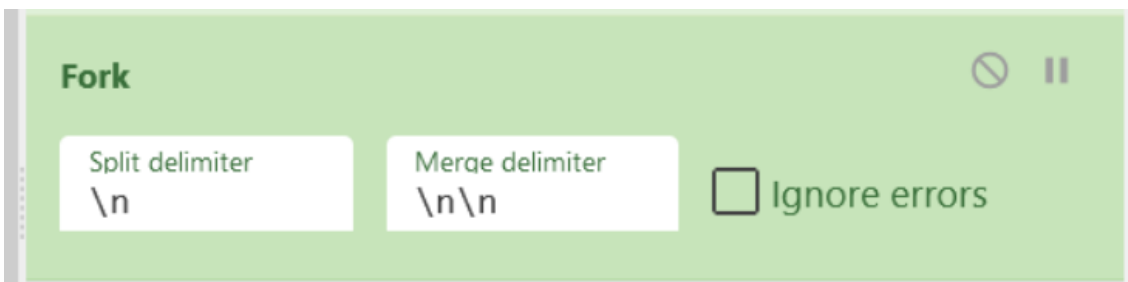 Fork
Split delimiter
\n
Merge delimiter
\n\n
Ignore errors